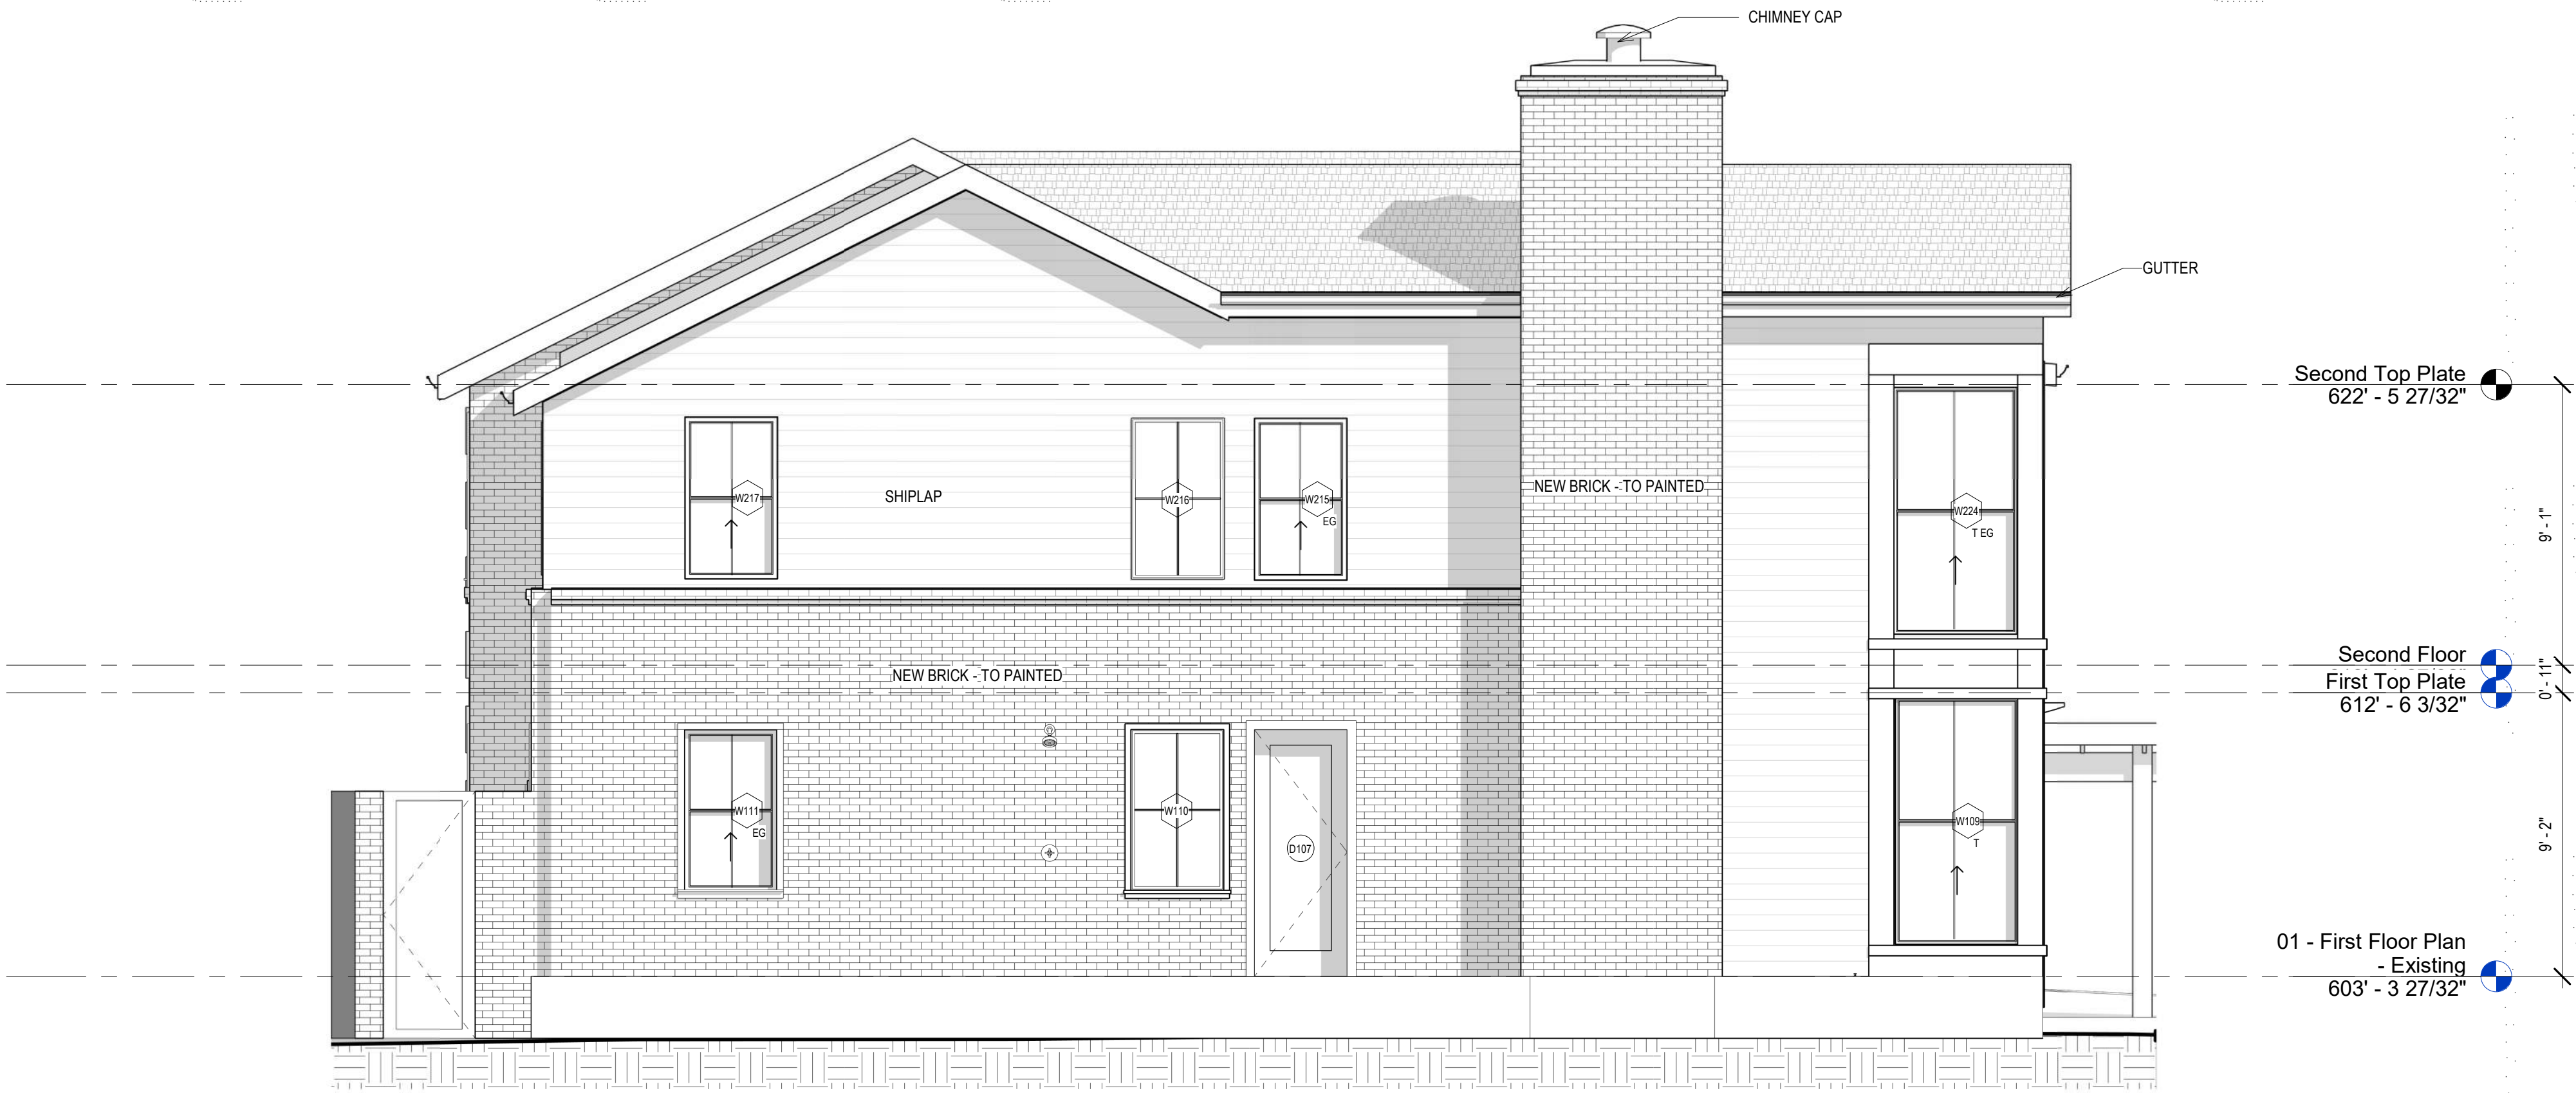 CHIMNEY CAP
GUTTER
Second Top Plate
622' - 5 27/32"
W217
SHIPLAP
W216
W215
EG
NEW BRICK - TO PAINTED
W224
T EG
9' - 1"
Second Floor
NEW BRICK - TO PAINTED
0' - 11"
First Top Plate
612' - 6 3/32"
W111
EG
W110
D107
W109
T
9' - 2"
01 - First Floor Plan
- Existing
603' - 3 27/32"